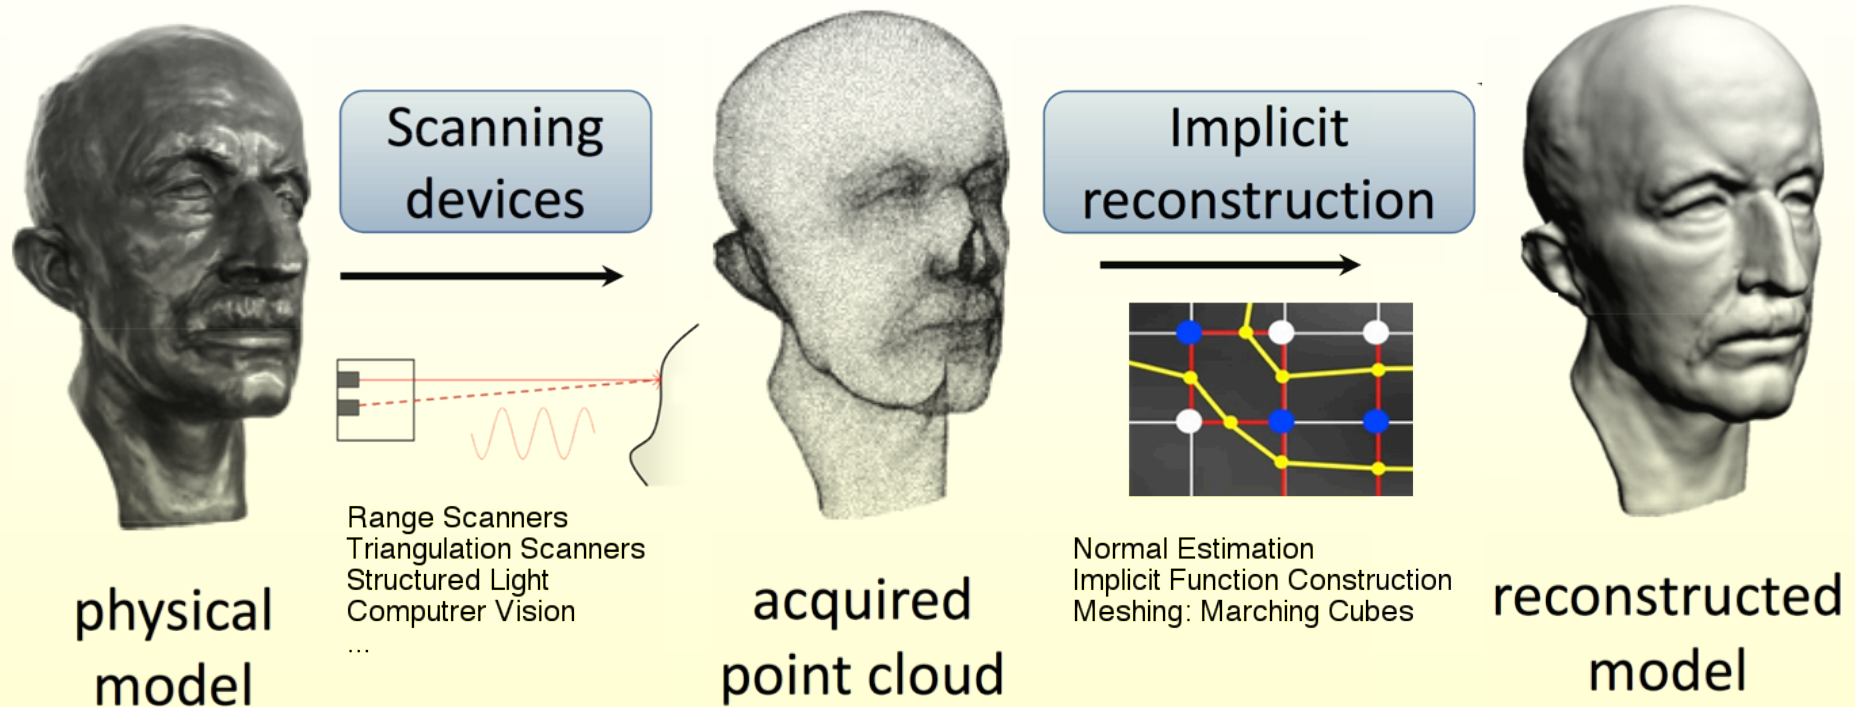 Scanning
devices
Implicit
reconstruction
Range Scanners
Triangulation Scanners
Structured Light
Computrer Vision
...
Normal Estimation
Implicit Function Construction
Meshing: Marching Cubes
physical
model
acquired
point cloud
reconstructed
model